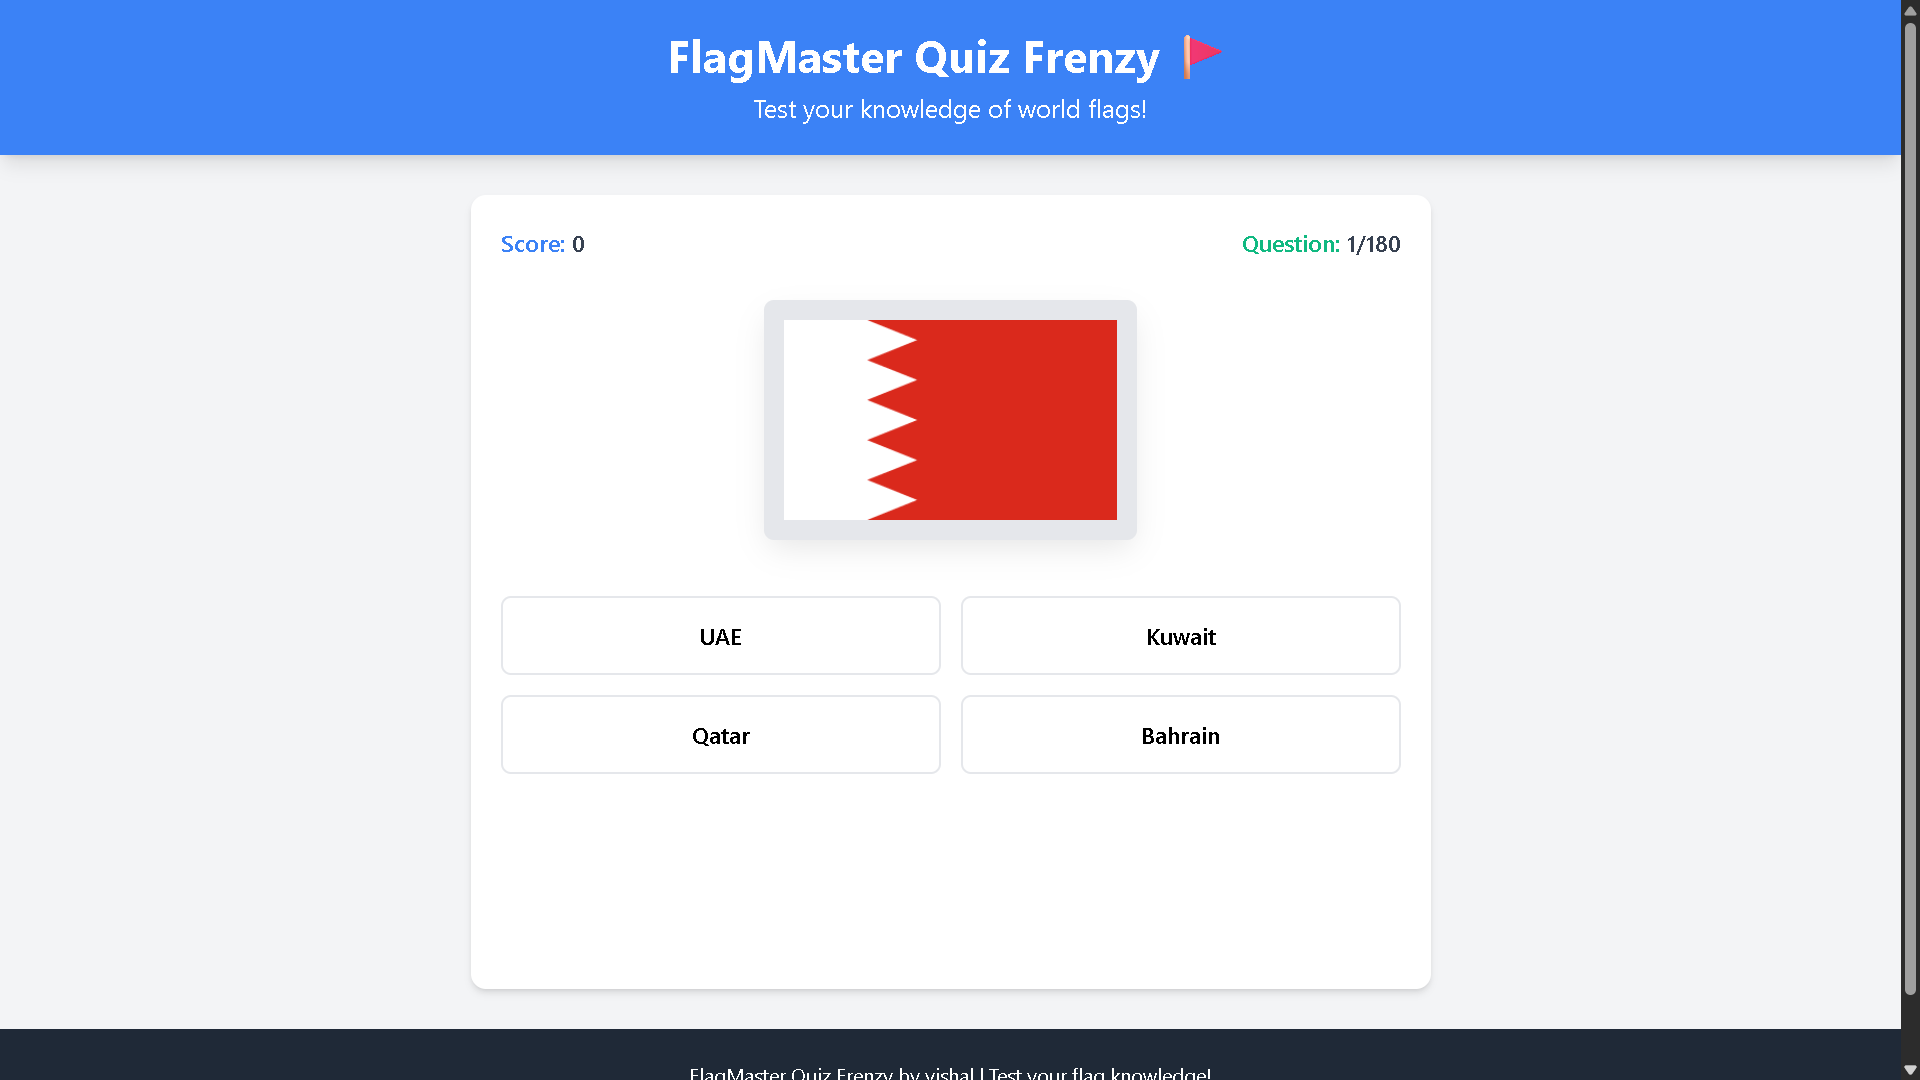 FlagMaster Quiz Frenzy
Test your knowledge of world flags!
Score: 0
Question: 1/180
UAE
Kuwait
Qatar
Bahrain
FlagMaster Quiz Frenzy by vishal | Test your flag knowledge!